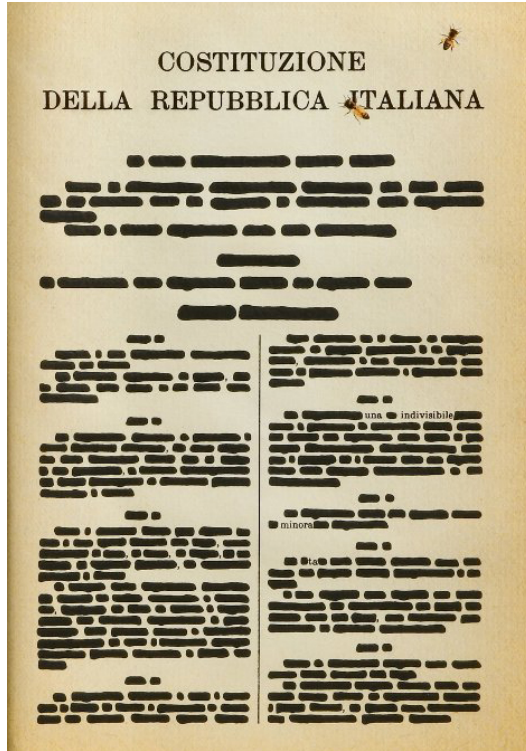 COSTITUZIONE
DELLA REPUBBLICA ITALIANA
una indivisibile
minora
ta